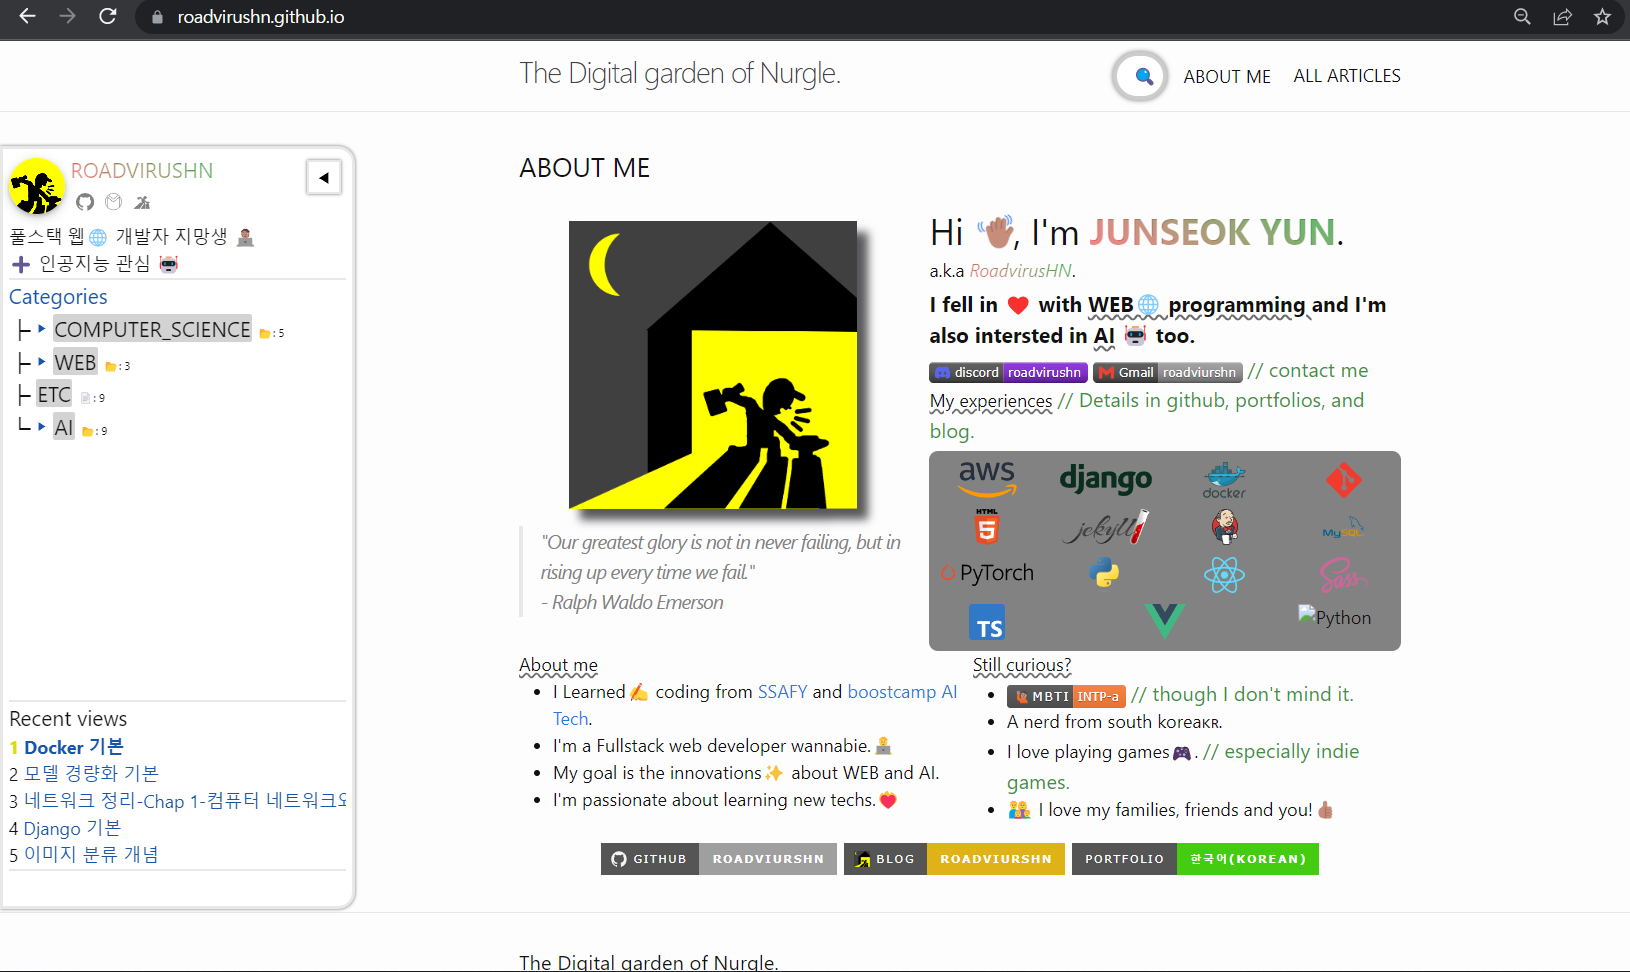 roadvirushn.github.io
The Digital garden of Nurgle.
ABOUT ME
ALL ARTICLES
ROADVIRUSHN
풀스택 웹🌐 개발자 지망생 👨🏽‍💻
➕ 인공지능 관심 🤖
Categories
├ ‣ COMPUTER_SCIENCE 📁:5
├ ‣ WEB 📁:3
├ ETC 📄:9
└ ‣ AI 📁:9
Recent views
1 Docker 기본
2 모델 경량화 기본
3 네트워크 정리-Chap 1-컴퓨터 네트워크
4 Django 기본
5 이미지 분류 개념
ABOUT ME
"Our greatest glory is not in never failing, but in
rising up every time we fail."
- Ralph Waldo Emerson
Hi 👋🏽, I'm JUNSEOK YUN.
a.k.a RoadvirusHN.
I fell in ❤️ with WEB🌐 programming and I'm
also intersted in AI 🤖 too.
discord roadvirushn Gmail roadviurshn // contact me
My experiences // Details in github, portfolios, and
blog.
aws django docker
HTML 5 jekyll MySQL
PyTorch Sass
TS Python
About me
I Learned✍️ coding from SSAFY and boostcamp AI
Tech.
I'm a Fullstack web developer wannabie.🧑‍💻
My goal is the innovations✨ about WEB and AI.
I'm passionate about learning new techs.❤️‍🔥
Still curious?
MBTI INTP-a // though I don't mind it.
A nerd from south koreaKR.
I love playing games🎮. // especially indie
games.
👨‍👩‍👧‍👦 I love my families, friends and you!👍🏽
GITHUB ROADVIURSHN BLOG ROADVIURSHN PORTFOLIO 한국어(KOREAN)
The Digital garden of Nurgle.